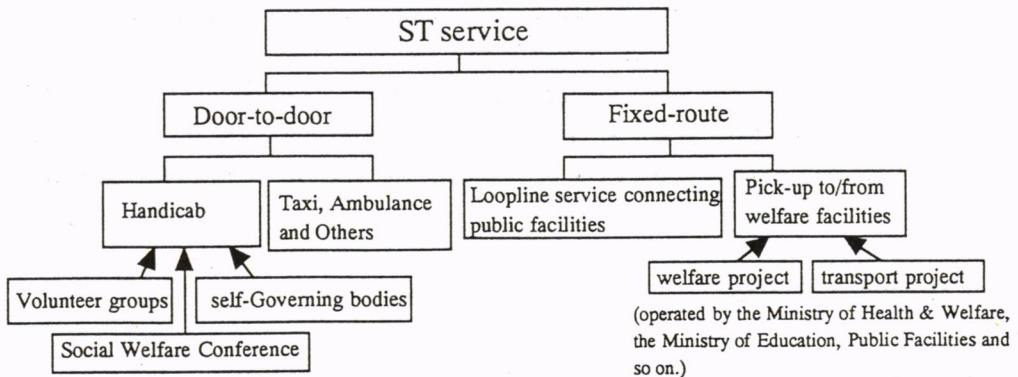 ST service
Door-to-door
Fixed-route
Handicab
Taxi, Ambulance
and Others
Loopline service connecting
public facilities
Pick-up to/from
welfare facilities
Volunteer groups
self-Governing bodies
Social Welfare Conference
welfare project
transport project
(operated by the Ministry of Health & Welfare,
the Ministry of Education, Public Facilities and
so on.)